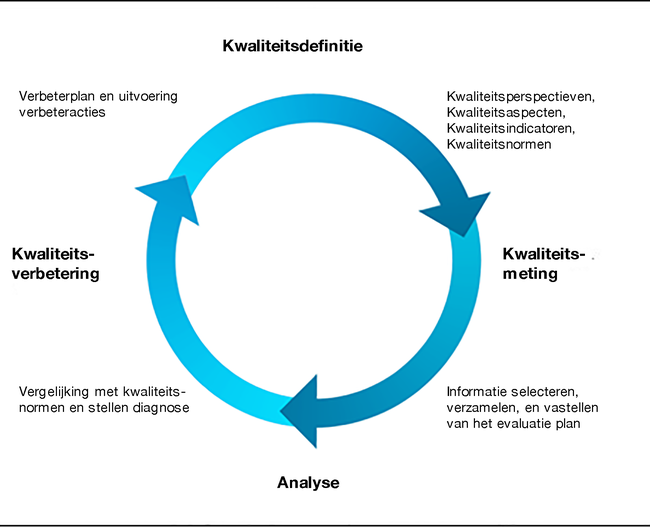 Kwaliteitsdefinitie
Verbeterplan en uitvoering
verbeteracties
Kwaliteitsperspectieven,
Kwaliteitsaspecten,
Kwaliteitsindicatoren,
Kwaliteitsnormen
Kwaliteits-
verbetering
Kwaliteits-
meting
Vergelijking met kwaliteits-
normen en stellen diagnose
Informatie selecteren,
verzamelen, en vastellen
van het evaluatie plan
Analyse